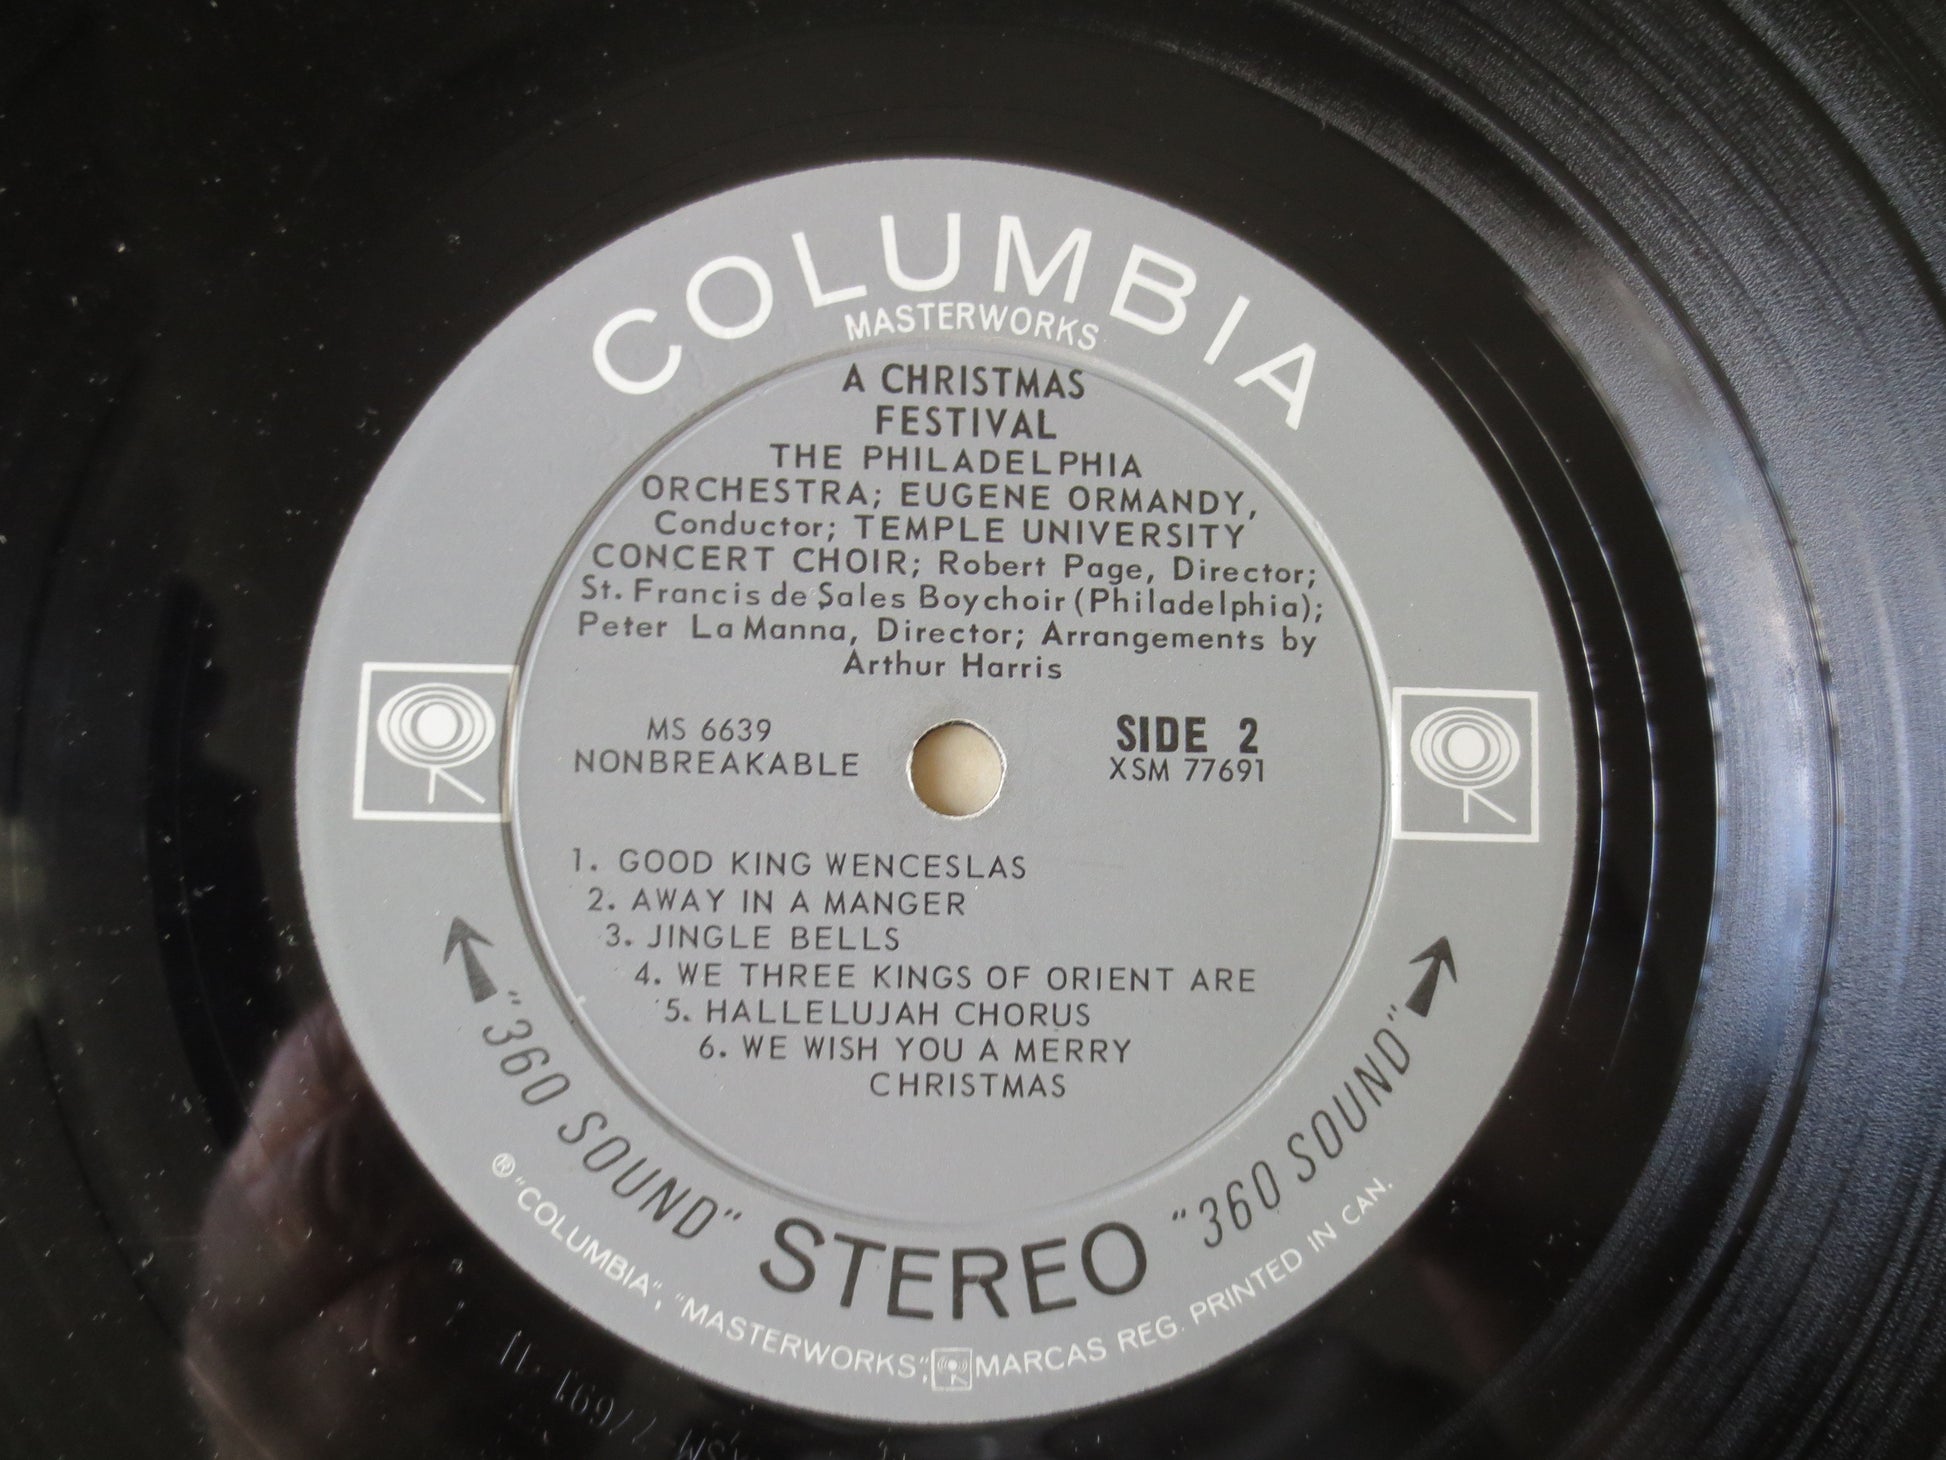 COLUMBIA
MASTERWORKS
A CHRISTMAS
FESTIVAL
THE PHILADELPHIA
ORCHESTRA; EUGENE ORMANDY,
Conductor; TEMPLE UNIVERSITY
CONCERT CHOIR; Robert Page, Director;
St. Francis de Sales Boychoir (Philadelphia);
Peter La Manna, Director; Arrangements by
Arthur Harris
MS 6639
NONBREAKABLE
SIDE 2
XSM 77691
1. GOOD KING WENCESLAS
2. AWAY IN A MANGER
3. JINGLE BELLS
4. WE THREE KINGS OF ORIENT ARE
5. HALLELUJAH CHORUS
6. WE WISH YOU A MERRY
CHRISTMAS
"360 SOUND" STEREO "360 SOUND"
® "COLUMBIA", "MASTERWORKS", MARCAS REG. PRINTED IN CAN.